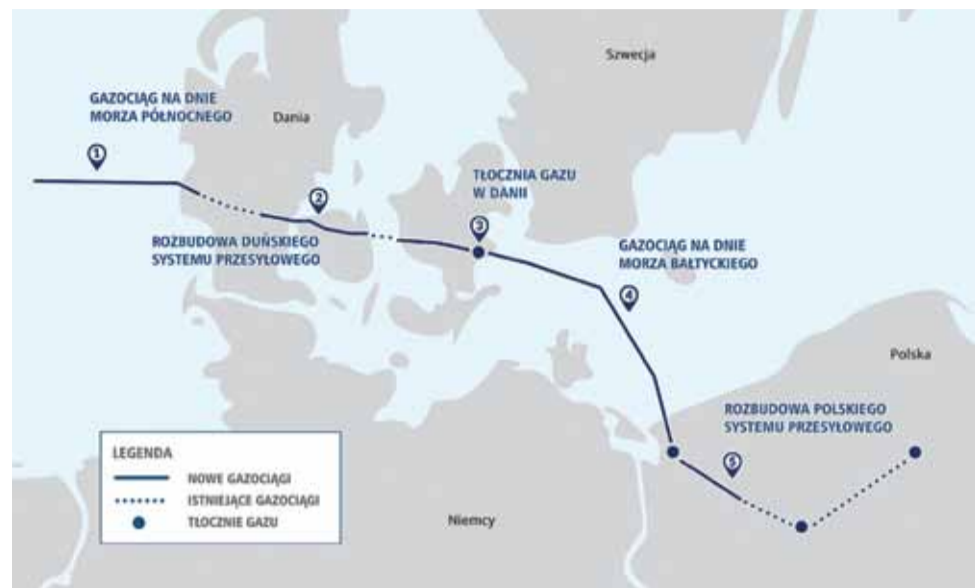 Szwecja
GAZOCIĄG NA DNIE
MORZA PÓŁNOCNEGO
Dania
1
TŁOCZNIA GAZU
W DANII
2
3
ROZBUDOWA DUŃSKIEGO
SYSTEMU PRZESYŁOWEGO
GAZOCIĄG NA DNIE
MORZA BAŁTYCKIEGO
4
Polska
ROZBUDOWA POLSKIEGO
SYSTEMU PRZESYŁOWEGO
5
LEGENDA
NOWE GAZOCIĄGI
ISTNIEJĄCE GAZOCIĄGI
TŁOCZNIE GAZU
Niemcy